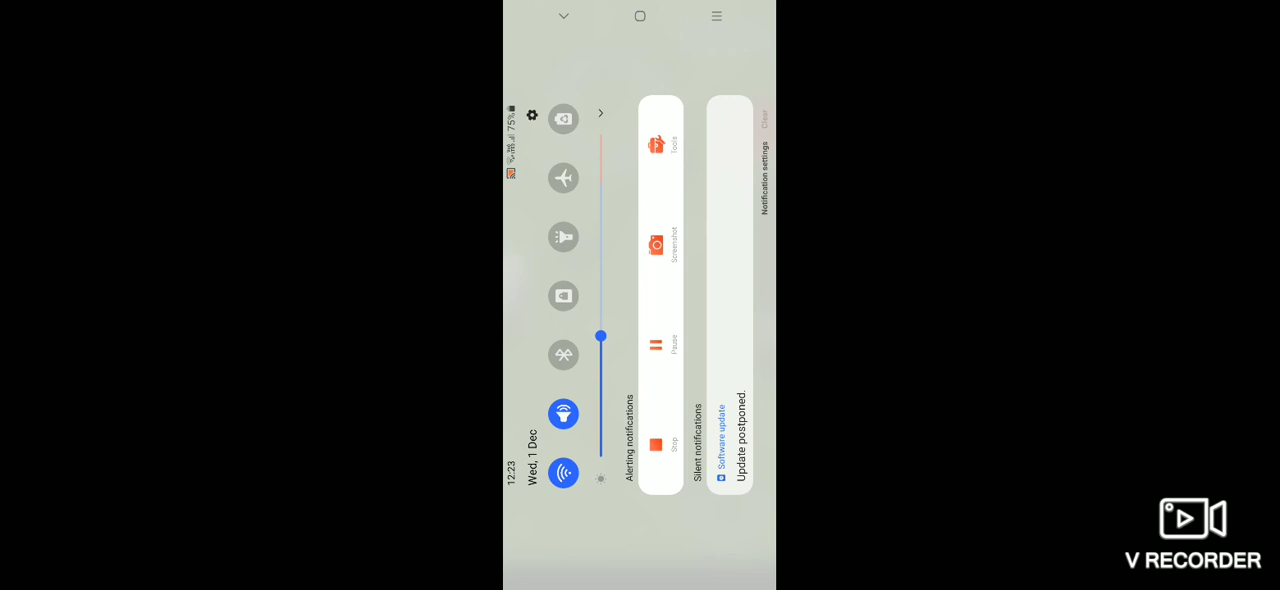 12:23
75%
Wed, 1 Dec
Alerting notifications
Stop
Pause
Screenshot
Tools
Silent notifications
Software update
Update postponed.
Notification settings
Clear
V RECORDER